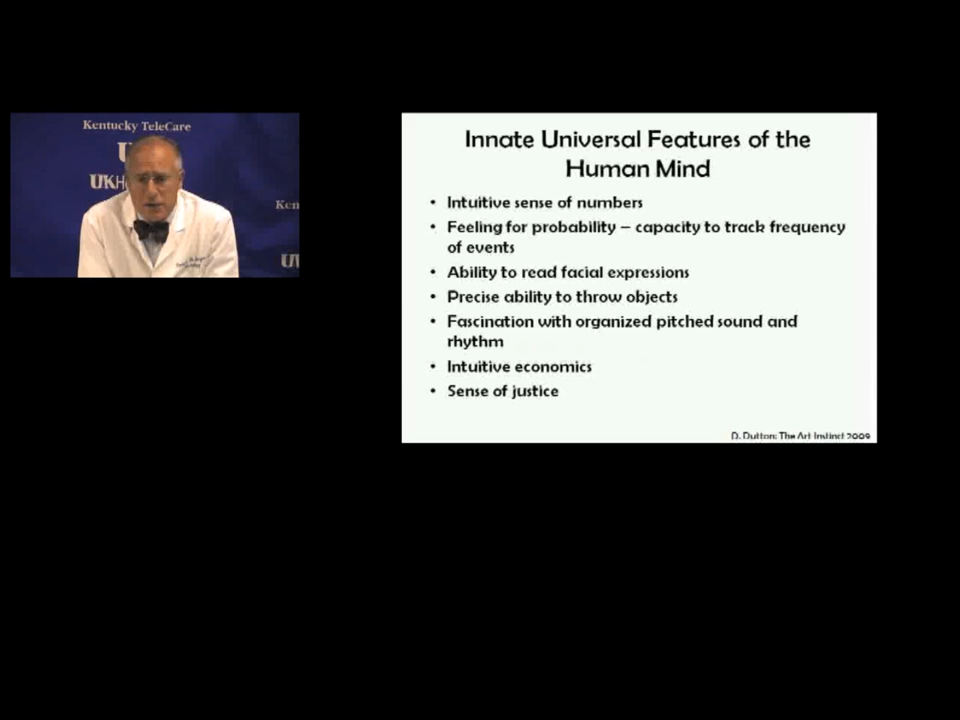 Kentucky TeleCare
UKH
Ken
Innate Universal Features of the
Human Mind
• Intuitive sense of numbers
• Feeling for probability – capacity to track frequency
of events
• Ability to read facial expressions
• Precise ability to throw objects
• Fascination with organized pitched sound and
rhythm
• Intuitive economics
• Sense of justice
D. Dutton: The Art Instinct 2009